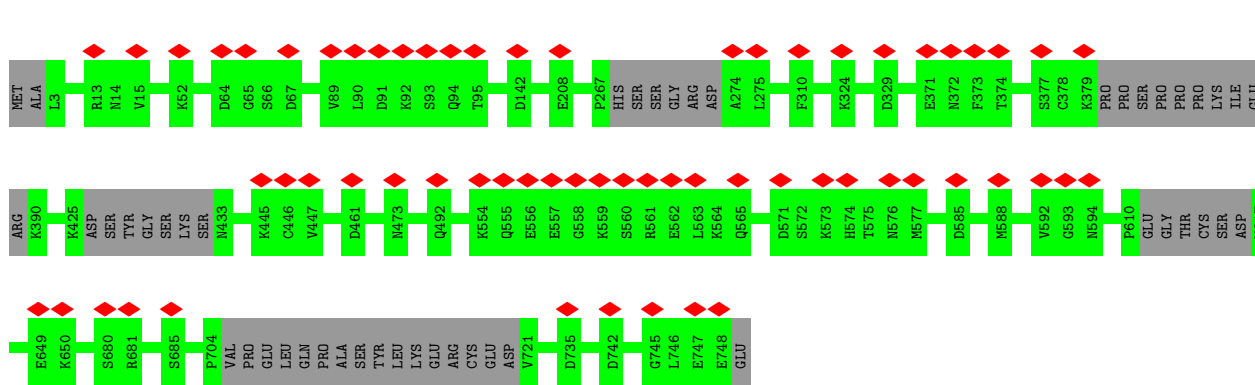 MET ALA L3 R13 N14 V15 K52 D64 G65 S66 D67 V89 L90 D91 K92 S93 Q94 T95 D142 E208 P267 HIS SER SER GLY ARG ASP A274 L275 F310 K324 D329 E371 N372 F373 T374 S377 C378 K379 PRO PRO SER PRO PRO PRO LYS ILE GLU
ARG K390 K425 ASP SER TYR GLY SER LYS SER N433 K445 C446 V447 D461 N473 Q492 K554 Q555 E556 E557 G558 K559 S560 R561 E562 L563 K564 Q565 D571 S572 K573 H574 T575 N576 M577 D585 M588 V592 G593 N594 P610 GLU GLY THR CYS SER ASP
E649 K650 S680 R681 S685 P704 VAL PRO GLU LEU GLN PRO ALA SER TYR LEU LYS GLU ARG CYS GLU ASP V721 D735 D742 G745 L746 E747 E748 GLU